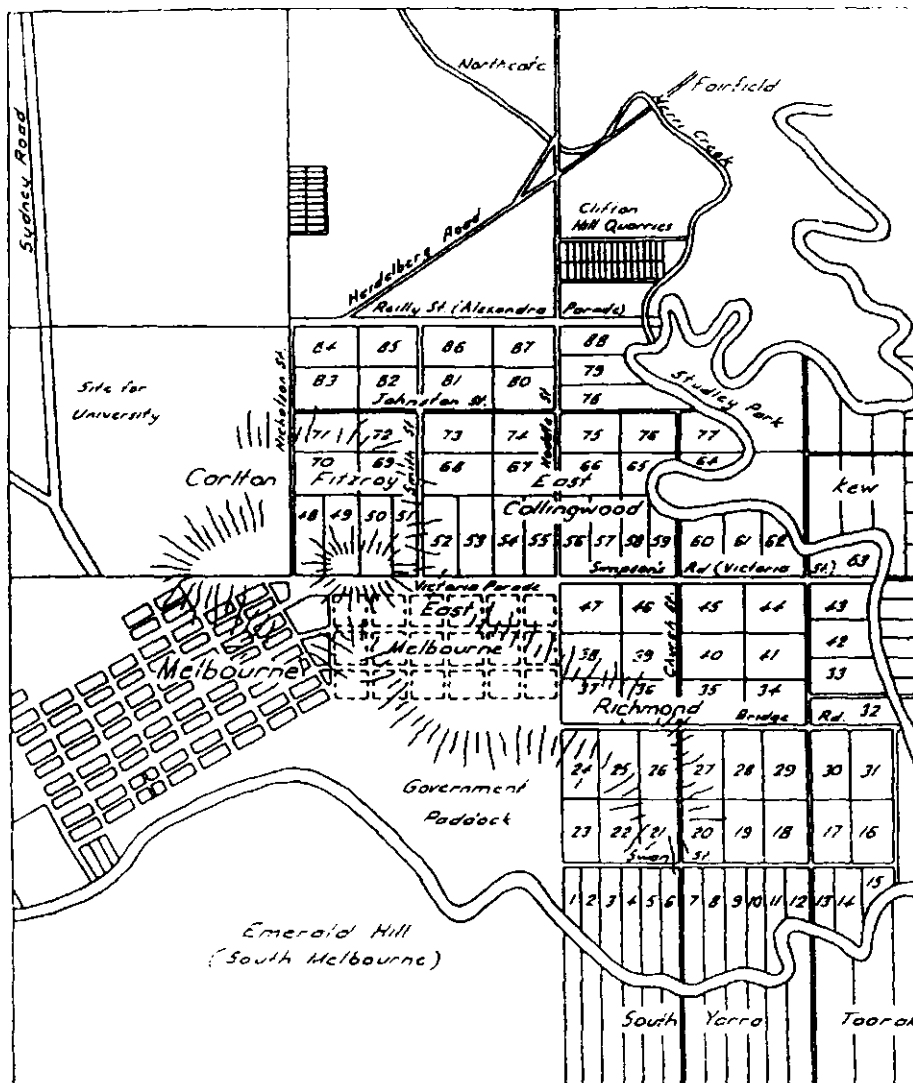 Northcote
Fairfield
Merri Creek
Sydney Road
Clifton
Hill Quarries
Heidelberg Road
Reilly St. (Alexandra Parade)
84 85 86 87 88
79
83 82 81 80
Site for
University
Nicholson St.
Johnston St.
Hoddle St.
78
Studley Park
71 72 73 74 75 76 77
Smith St
Carlton
70 69 68 67 66 65 64
Fitzroy
East
Collingwood
Kew
48 49 50 51
52 53 54 55 56 57 58 59 60 61 62
63
Simpson's Rd (Victoria St.)
Victoria Parade
East
Melbourne
Melbourne
47 46 45 44 43
Church St.
42
38 39 40 41
33
37 36 35 34
Richmond
Bridge Rd. 32
24 25 26 27 28 29 30 31
Government
Paddock
23 22 21 20 19 18 17 16
Swan St.
15
1 2 3 4 5 6 7 8 9 10 11 12 13 14
Emerald Hill
(South Melbourne)
South Yarra
Toorak